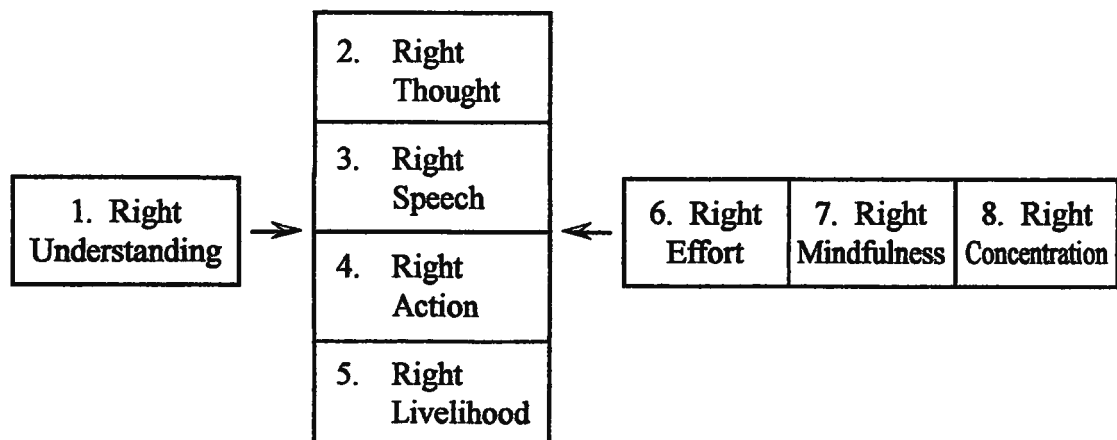 1. Right
Understanding
2. Right
Thought
3. Right
Speech
4. Right
Action
5. Right
Livelihood
6. Right
Effort
7. Right
Mindfulness
8. Right
Concentration